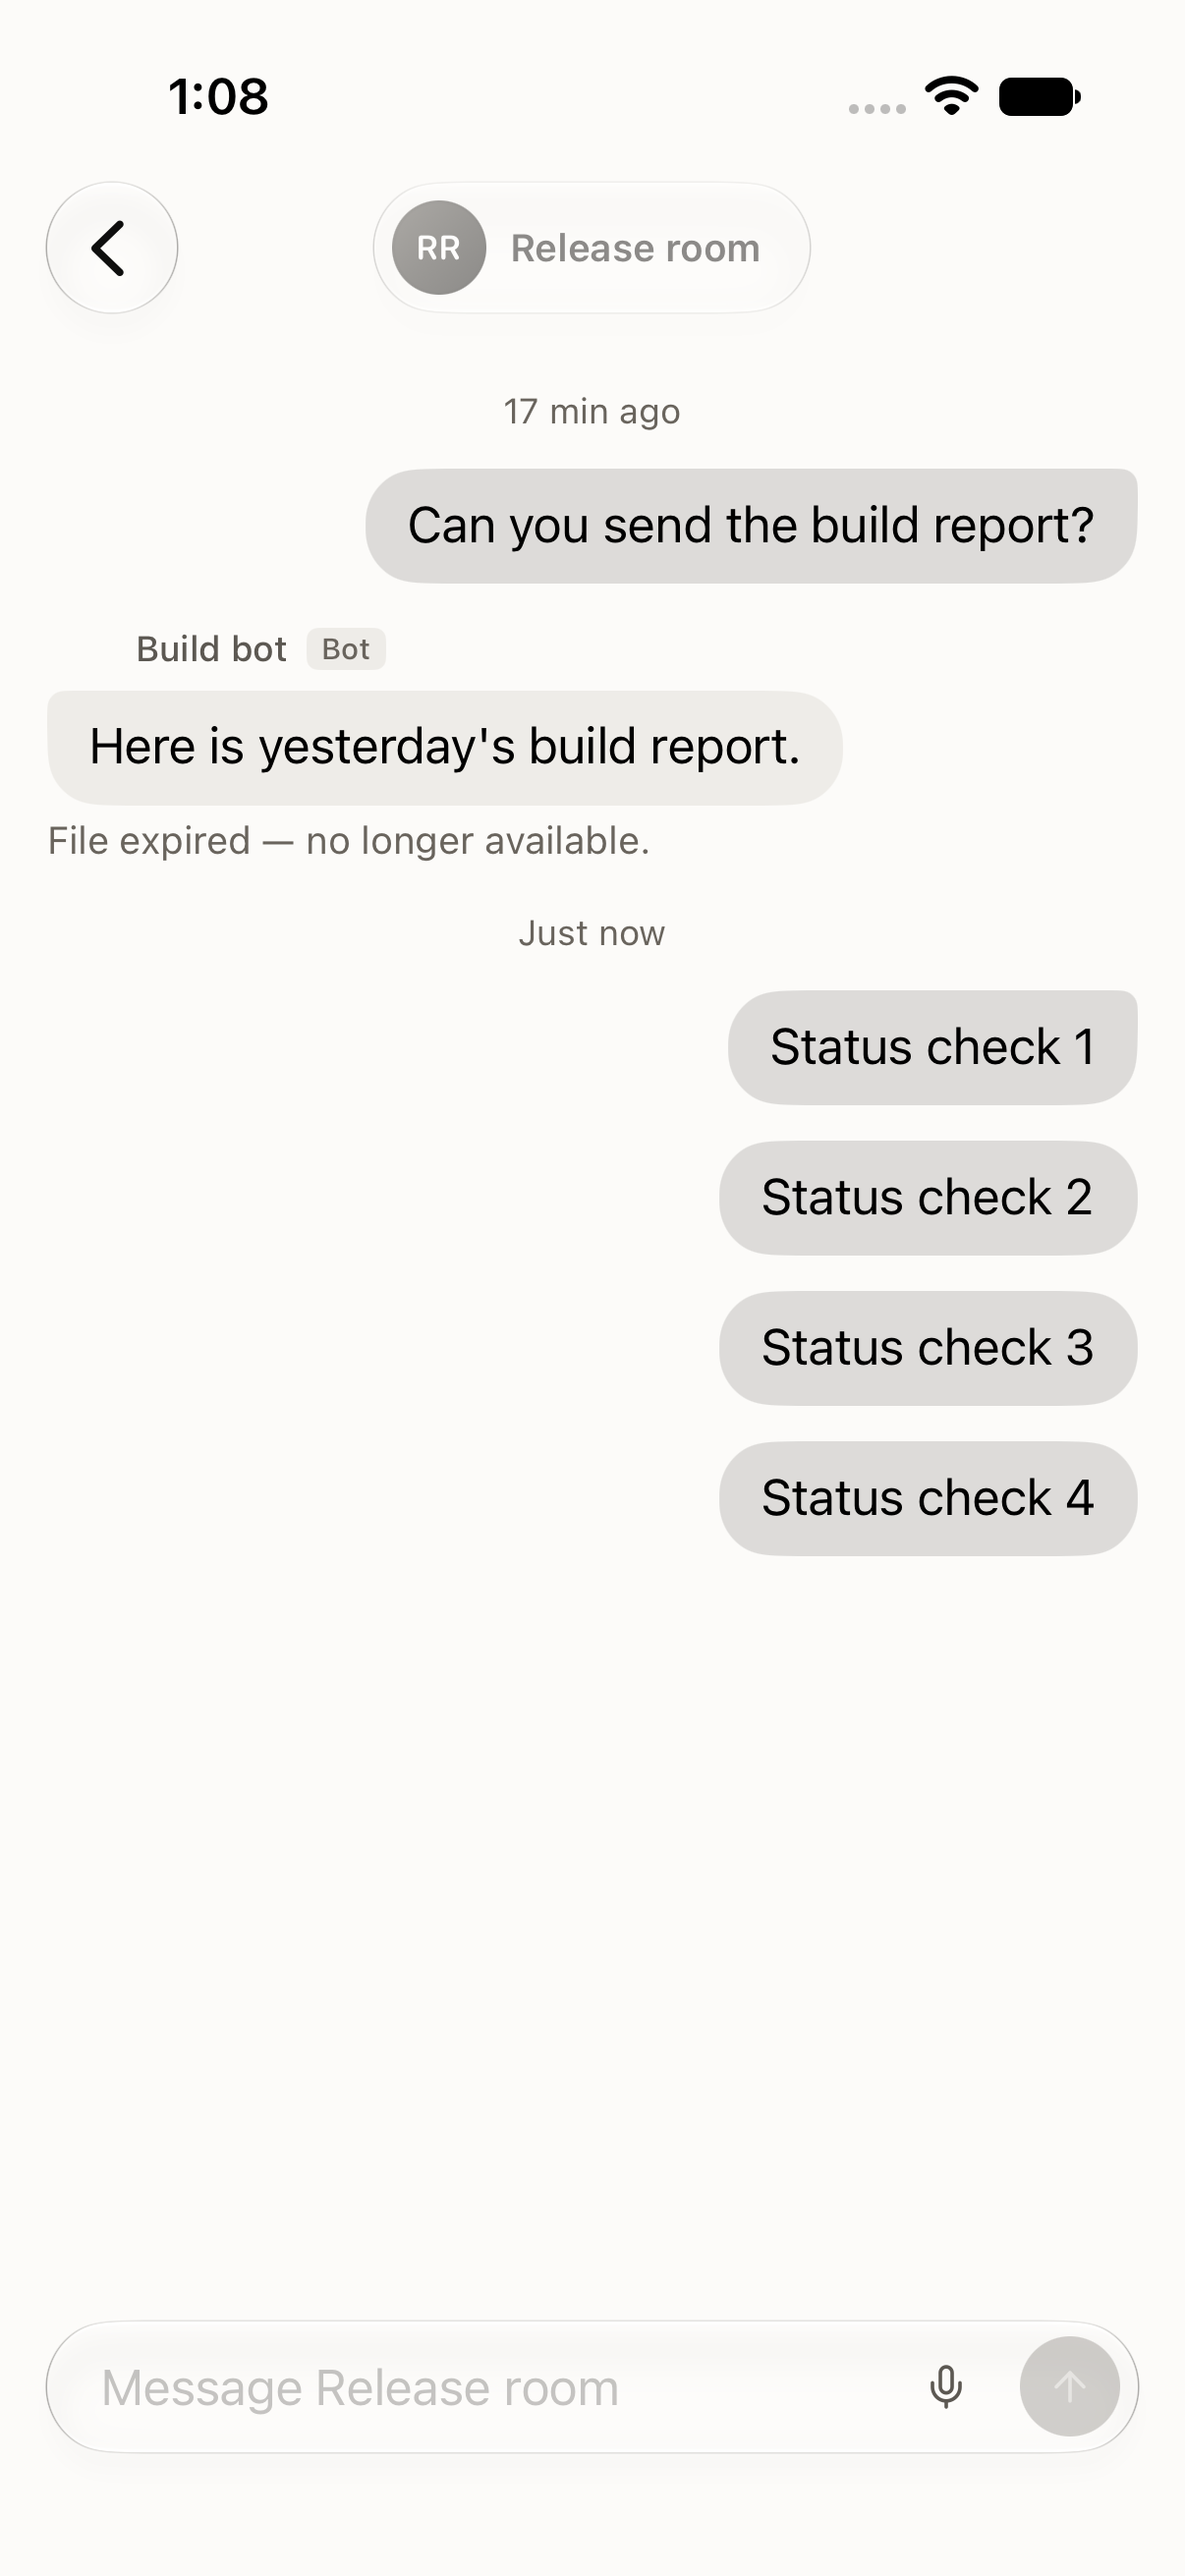 1:08
RR Release room
17 min ago
Can you send the build report?
Build bot Bot
Here is yesterday's build report.
File expired — no longer available.
Just now
Status check 1
Status check 2
Status check 3
Status check 4
Message Release room